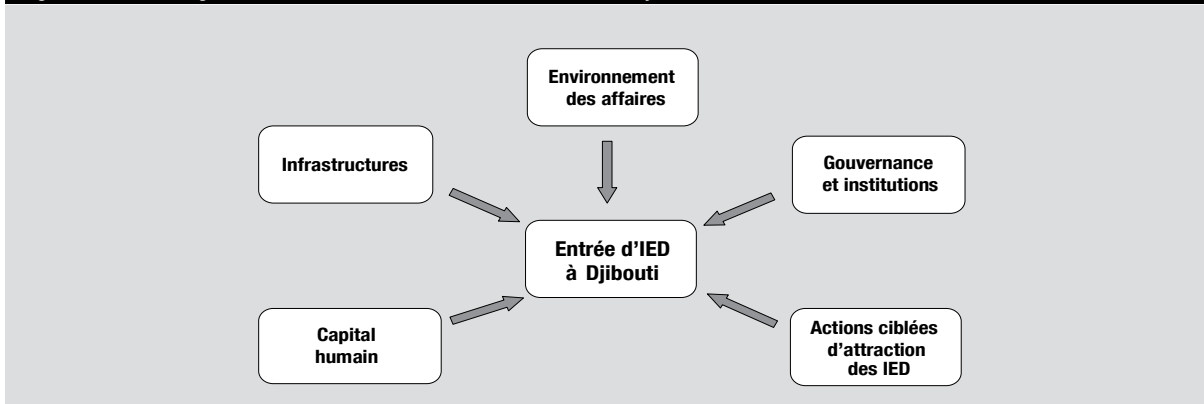 Environnement
des affaires
Infrastructures
Gouvernance
et institutions
Entrée d’IED
à Djibouti
Capital
humain
Actions ciblées
d’attraction
des IED